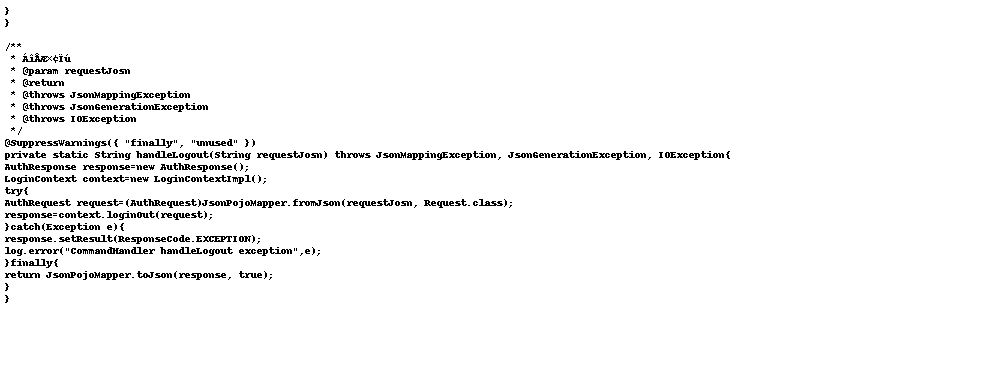 }
}
/**
* ÁîÅÆ×¢Ïú
* @param requestJosn
* @return
* @throws JsonMappingException
* @throws JsonGenerationException
* @throws IOException
*/
@SuppressWarnings({ "finally", "unused" })
private static String handleLogout(String requestJosn) throws JsonMappingException, JsonGenerationException, IOException{
AuthResponse response=new AuthResponse();
LoginContext context=new LoginContextImpl();
try{
AuthRequest request=(AuthRequest)JsonPojoMapper.fromJson(requestJosn, Request.class);
response=context.loginOut(request);
}catch(Exception e){
response.setResult(ResponseCode.EXCEPTION);
log.error("CommandHandler handleLogout exception",e);
}finally{
return JsonPojoMapper.toJson(response, true);
}
}